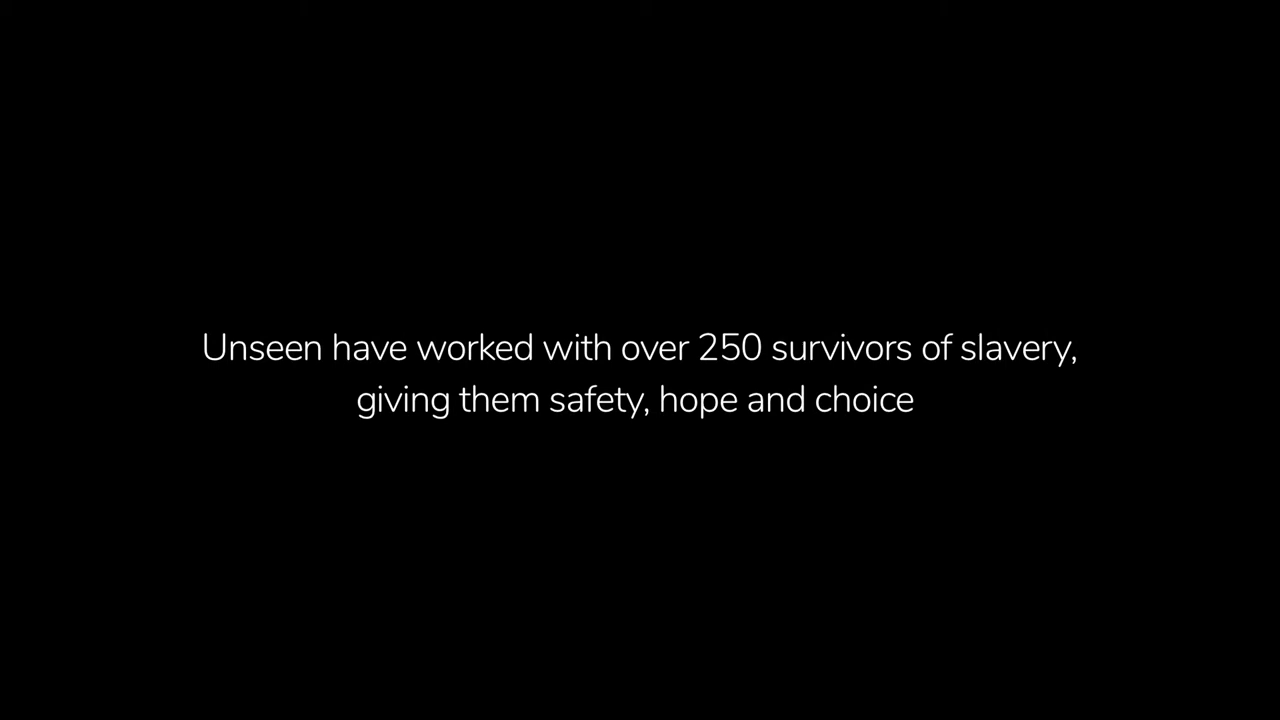 Unseen have worked with over 250 survivors of slavery,
giving them safety, hope and choice